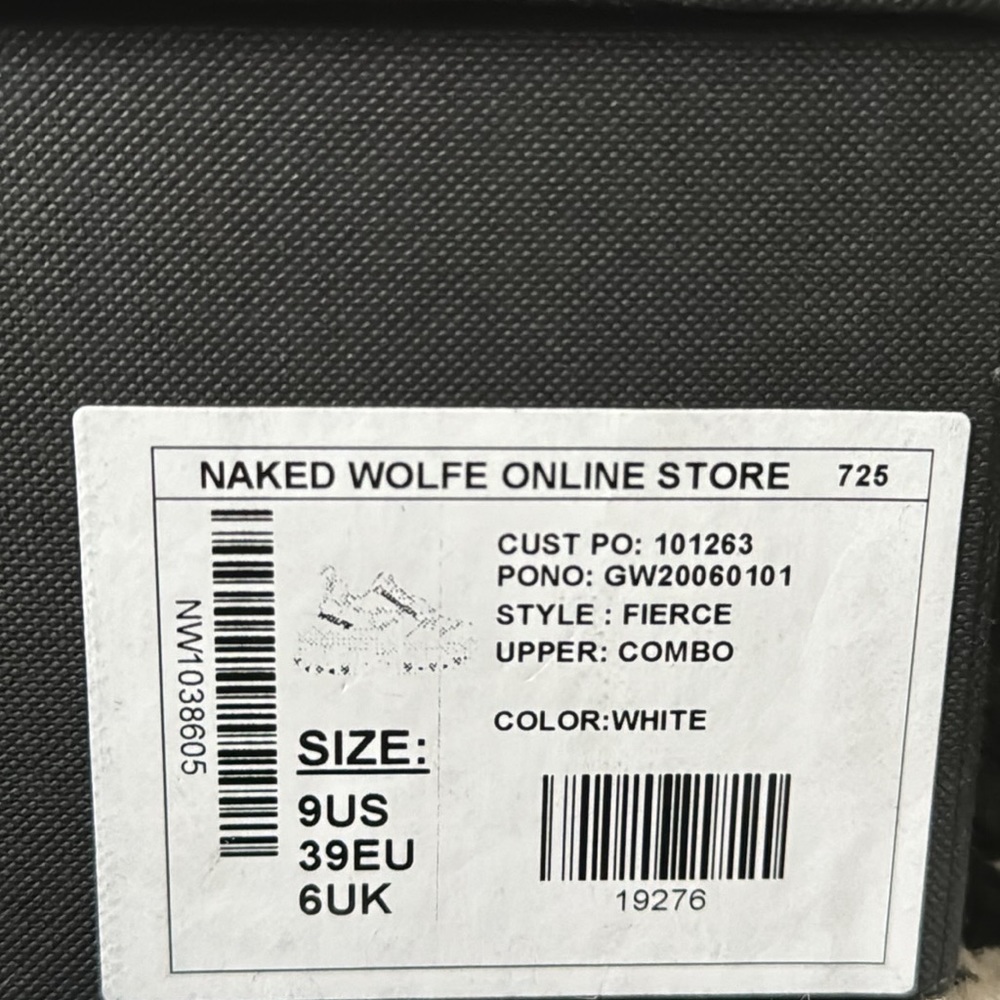 NAKED WOLFE ONLINE STORE 725
NW1038605
CUST PO: 101263
PONO: GW20060101
STYLE : FIERCE
UPPER: COMBO
COLOR:WHITE
SIZE:
9US
39EU
6UK
19276